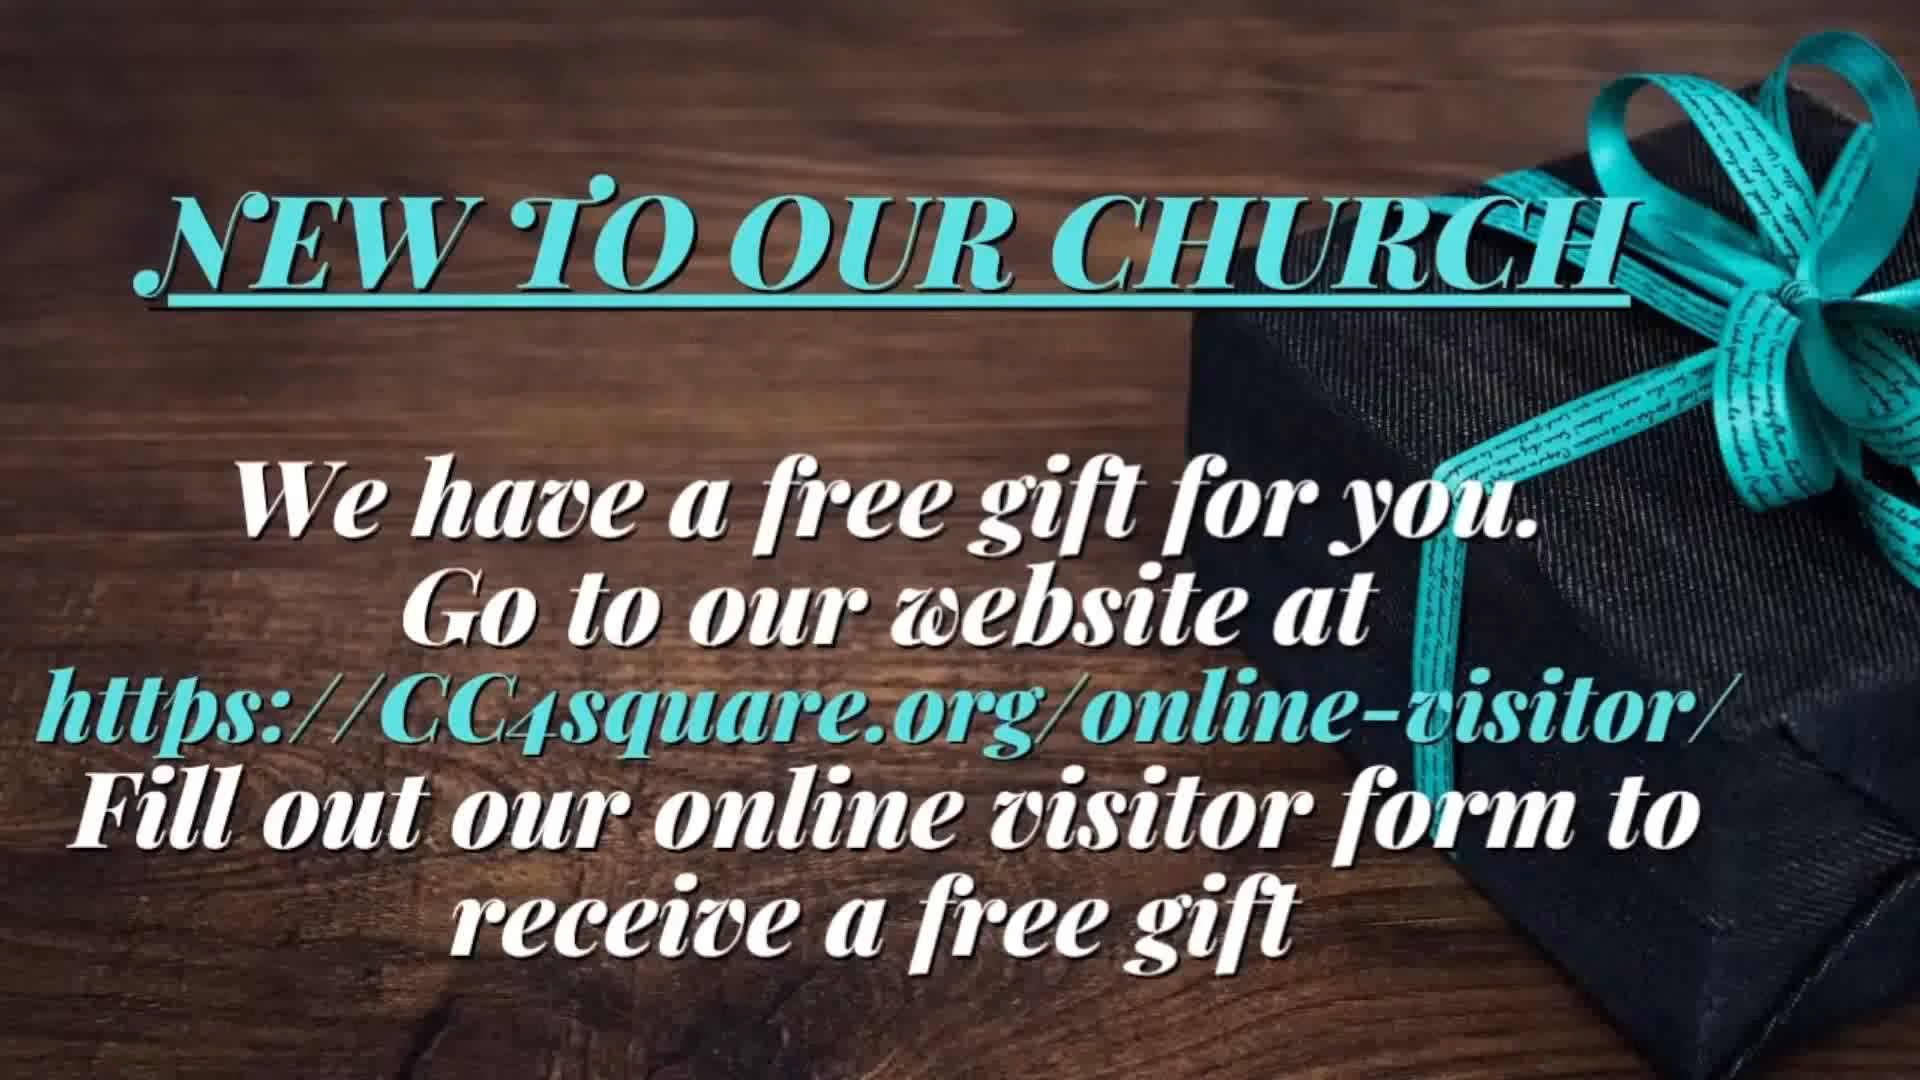 NEW TO OUR CHURCH
We have a free gift for you.
Go to our website at
https://CC4square.org/online-visitor/
Fill out our online visitor form to
receive a free gift